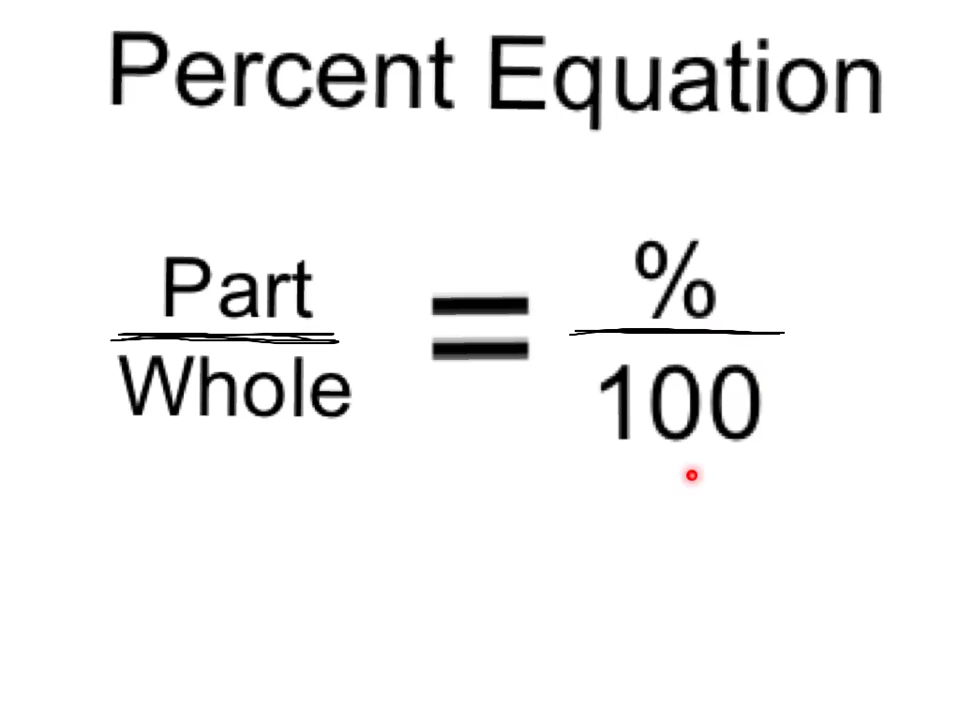 Percent Equation
Part = %
Whole 100